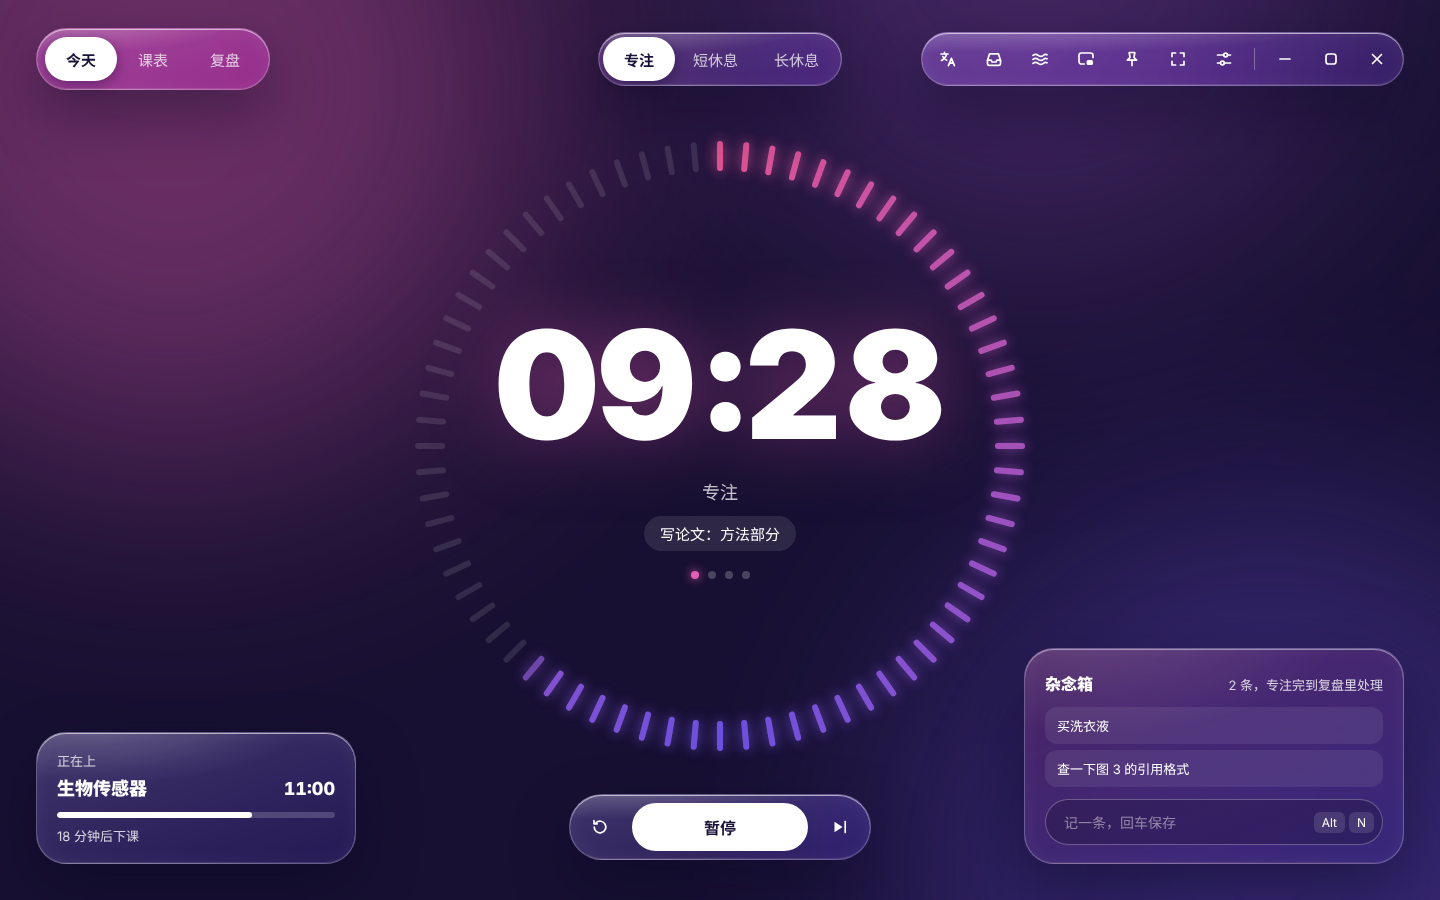 今天 课表 复盘
专注 短休息 长休息
09:28
专注
写论文：方法部分
正在上
生物传感器 11:00
18 分钟后下课
暂停
杂念箱 2 条，专注完到复盘里处理
买洗衣液
查一下图 3 的引用格式
记一条，回车保存 Alt N